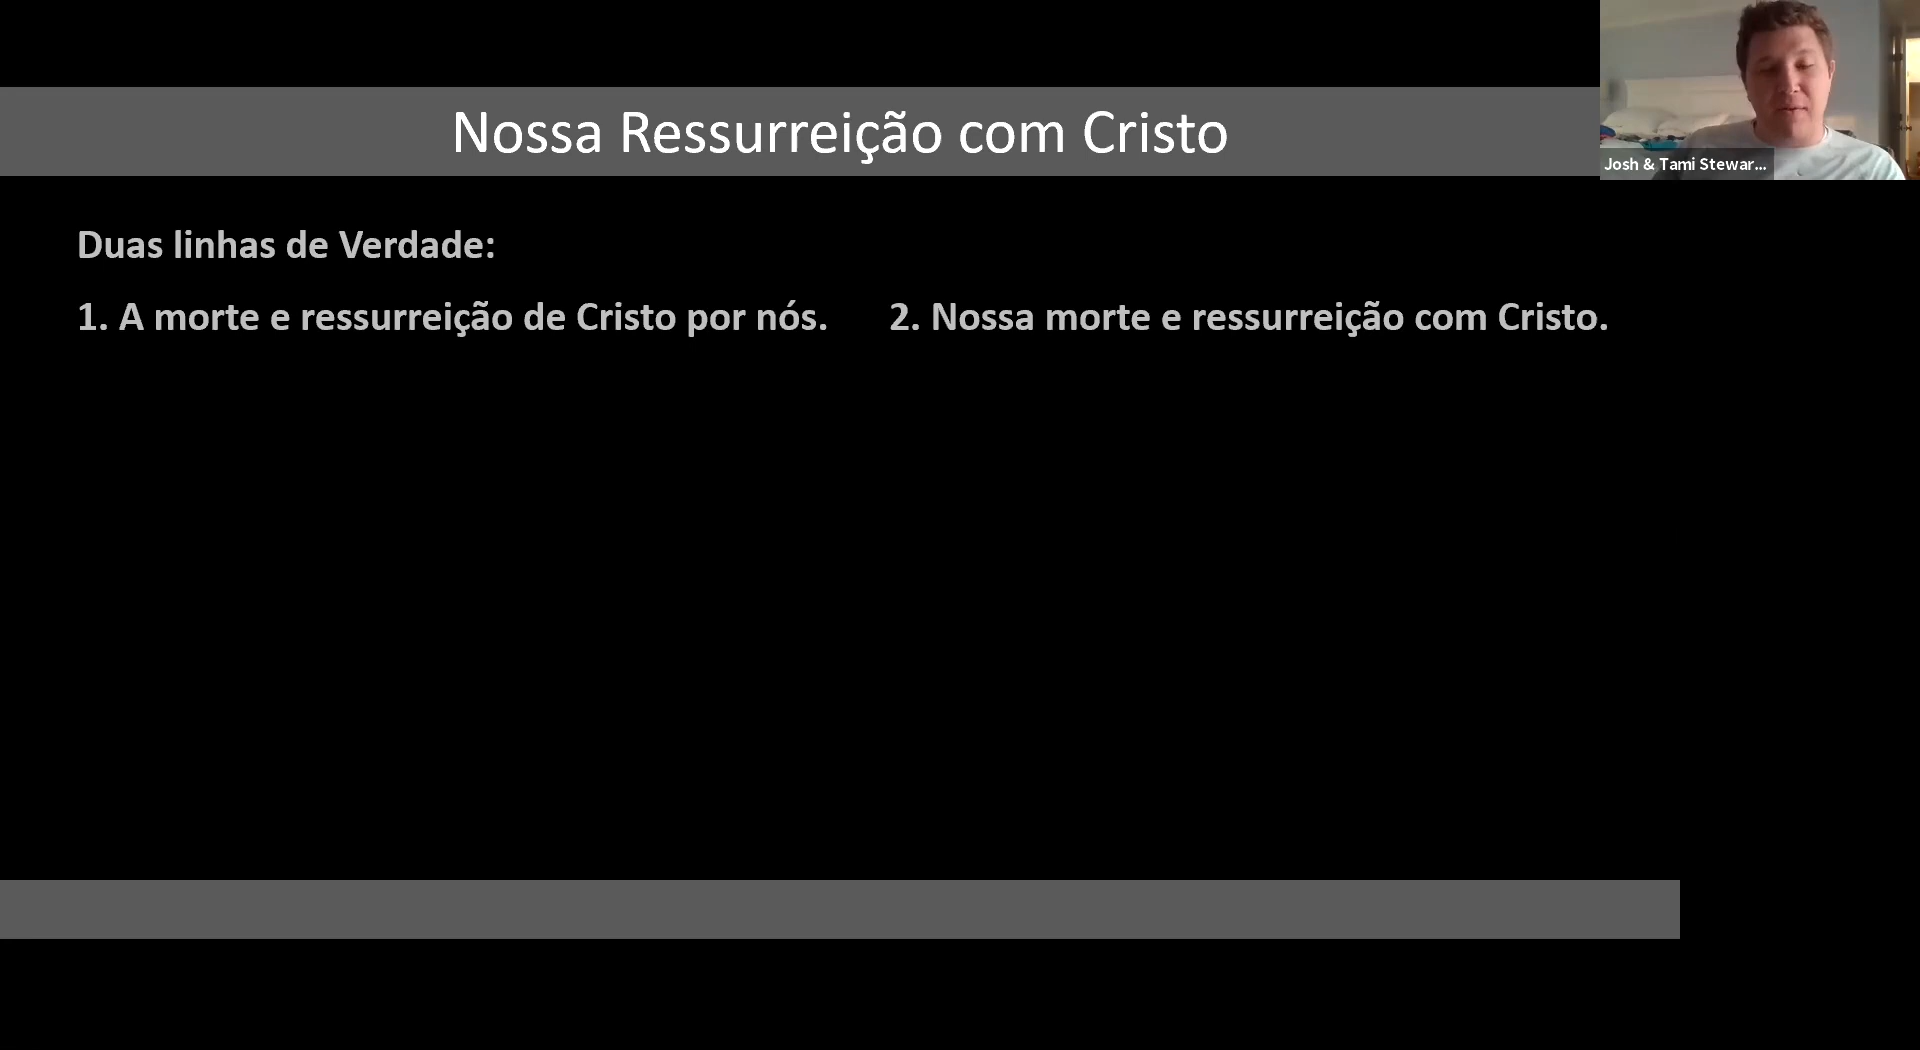 Nossa Ressurreição com Cristo
Josh & Tami Stewar...
Duas linhas de Verdade:
1. A morte e ressurreição de Cristo por nós. 2. Nossa morte e ressurreição com Cristo.